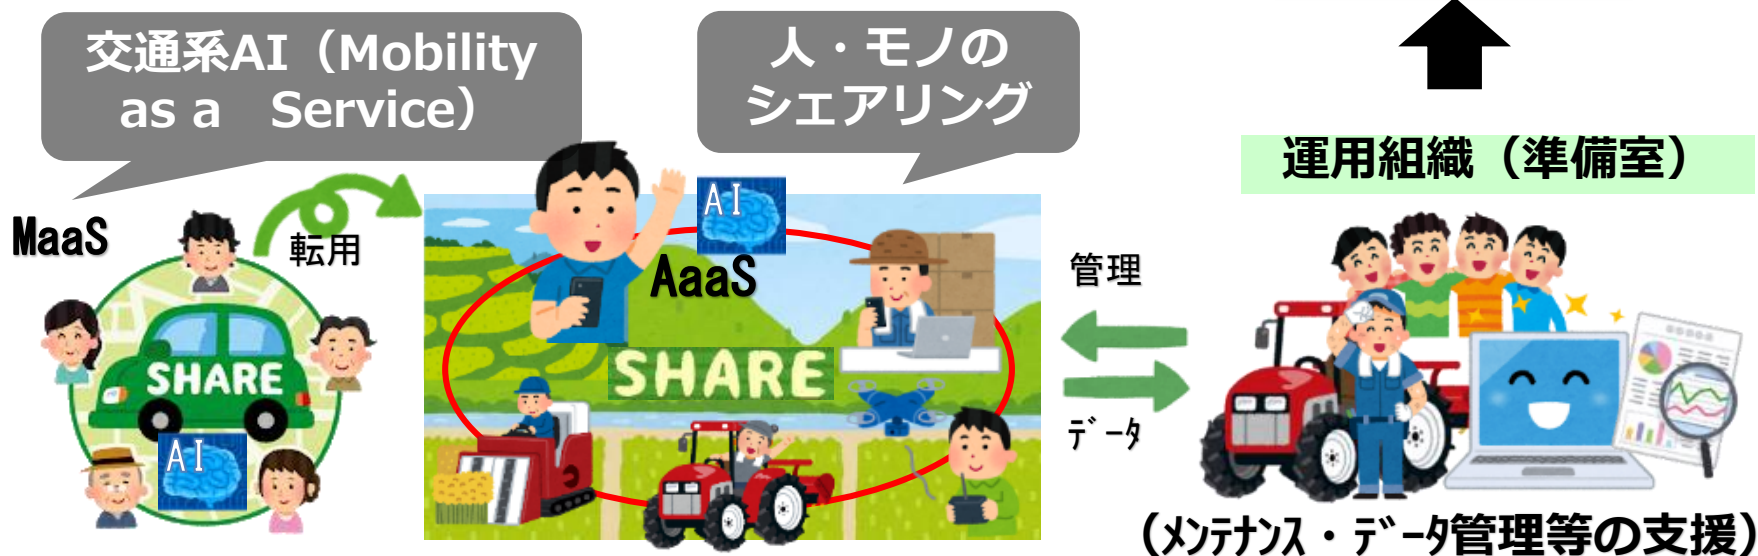 交通系AI（Mobility
as a　Service）
人・モノの
シェアリング
運用組織（準備室）
MaaS
転用
SHARE
AI
AI
AaaS
SHARE
管理
ﾃﾞｰﾀ
（ﾒﾝﾃﾅﾝｽ・ﾃﾞｰﾀ管理等の支援）